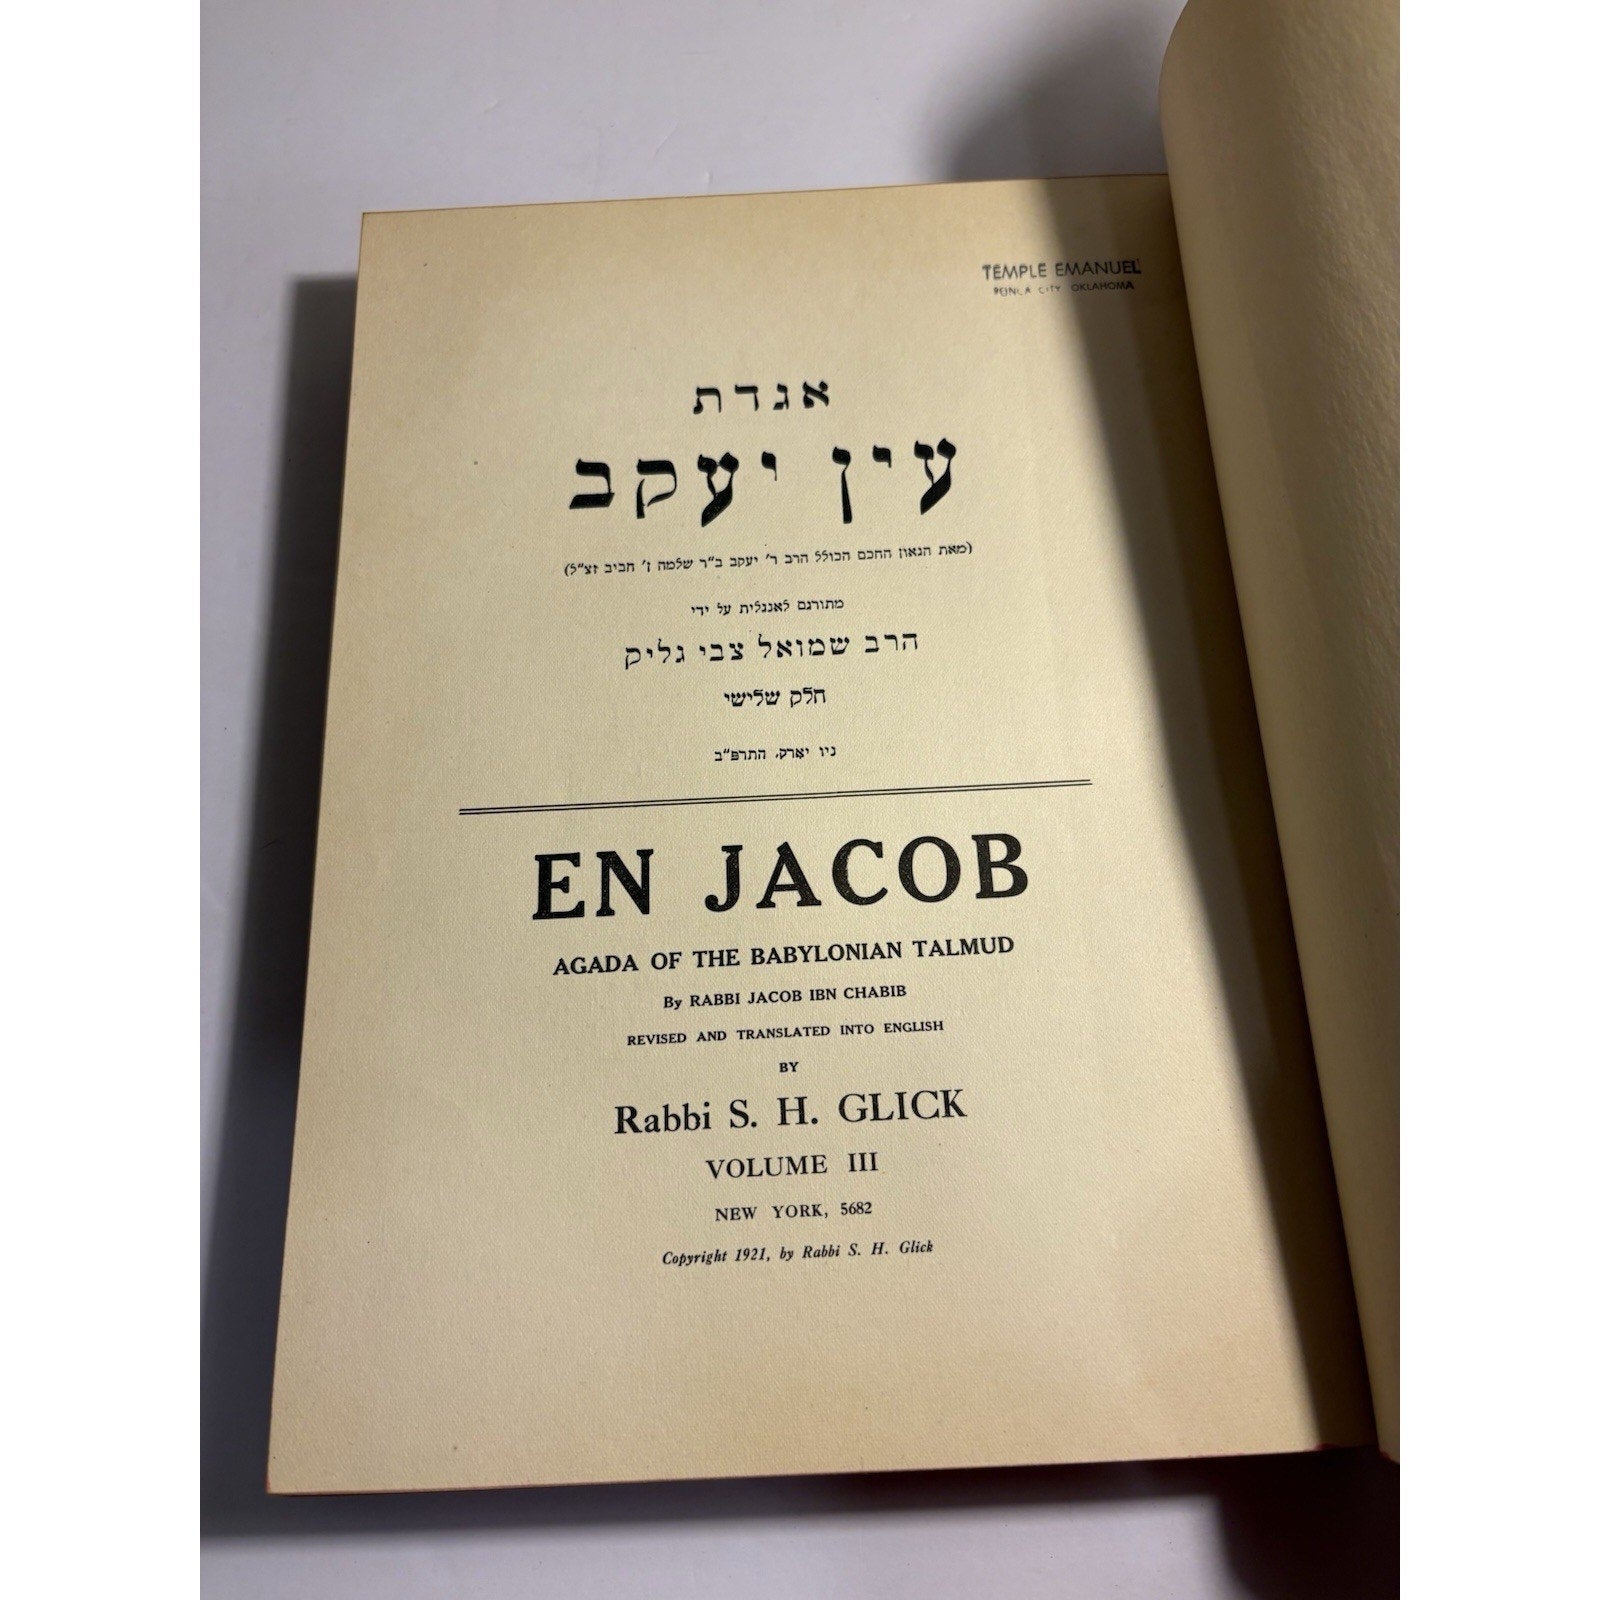 TEMPLE EMANUEL
PONCA CITY OKLAHOMA
אגדת
עין יעקב
(מאת הגאון החכם הכולל הרב ר׳ יעקב ב״ר שלמה ן׳ חביב זצ״ל)
מתורגם לאנגלית על ידי
הרב שמואל צבי גליק
חלק שלישי
ניו יארק, התרפ״ב
EN JACOB
AGADA OF THE BABYLONIAN TALMUD
By RABBI JACOB IBN CHABIB
REVISED AND TRANSLATED INTO ENGLISH
BY
Rabbi S. H. GLICK
VOLUME III
NEW YORK, 5682
Copyright 1921, by Rabbi S. H. Glick